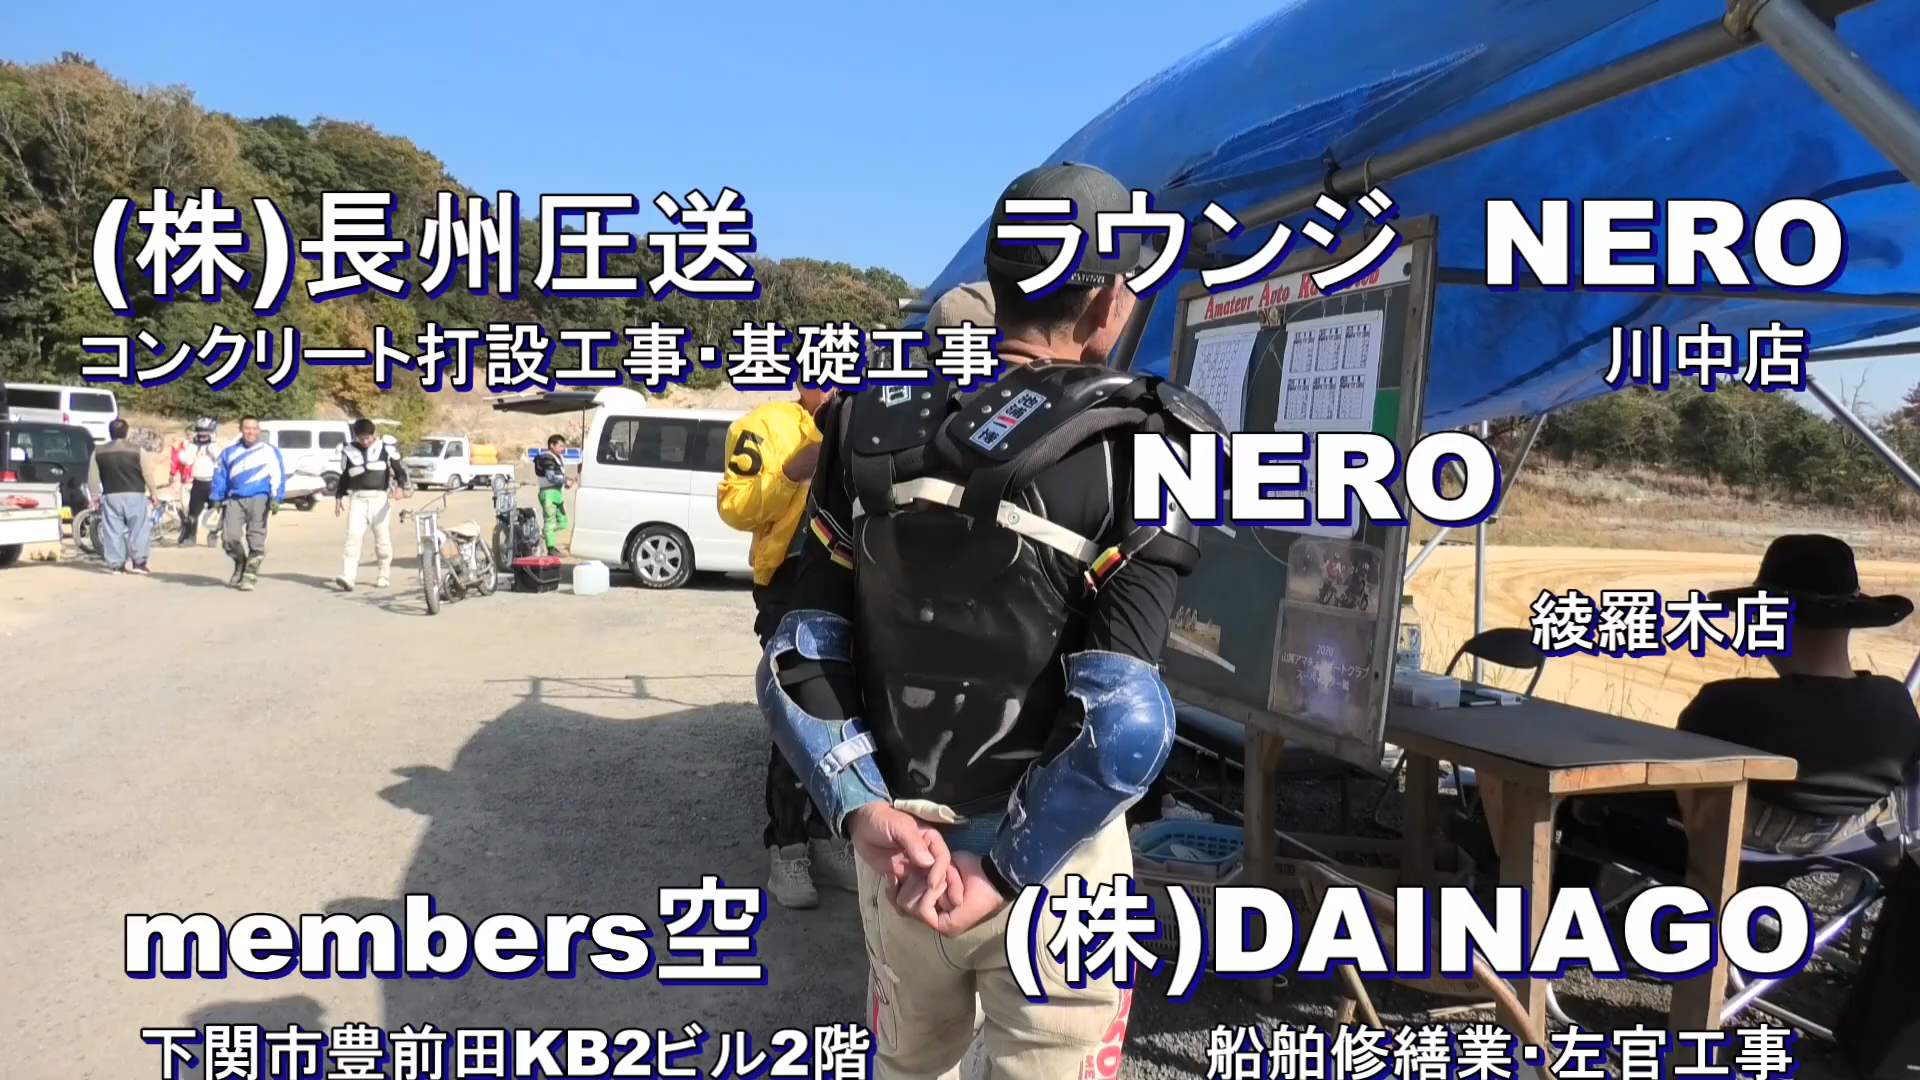 (株)長州圧送
コンクリート打設工事・基礎工事
ラウンジ NERO
川中店
NERO
綾羅木店
members空
下関市豊前田KB2ビル2階
(株)DAINAGO
船舶修繕業・左官工事
Amateur Auto
5
2020